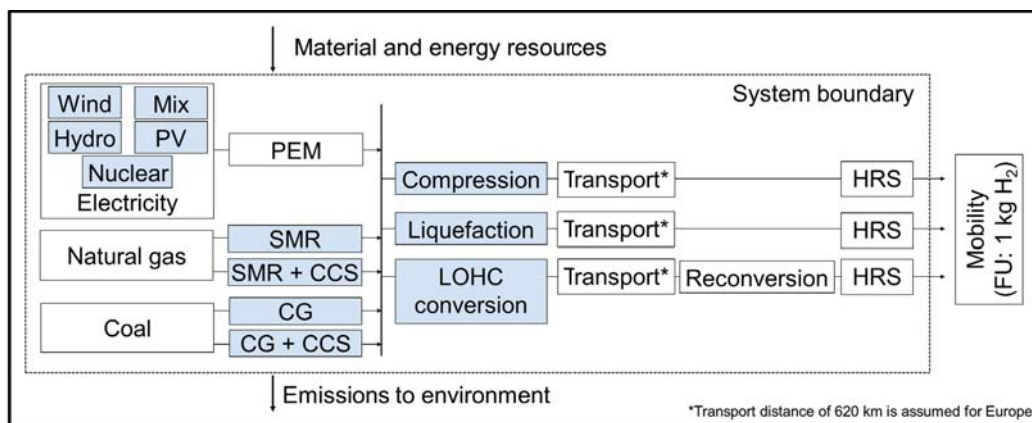 Material and energy resources
System boundary
Wind
Mix
Hydro
PV
Nuclear
Electricity
PEM
Natural gas
SMR
SMR + CCS
Coal
CG
CG + CCS
Compression
Transport*
HRS
Liquefaction
Transport*
HRS
LOHC
conversion
Transport*
Reconversion
HRS
Mobility
(FU: 1 kg H₂)
Emissions to environment
*Transport distance of 620 km is assumed for Europe